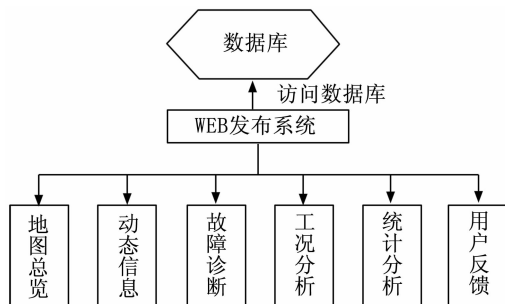 数据库
访问数据库
WEB发布系统
地图总览
动态信息
故障诊断
工况分析
统计分析
用户反馈